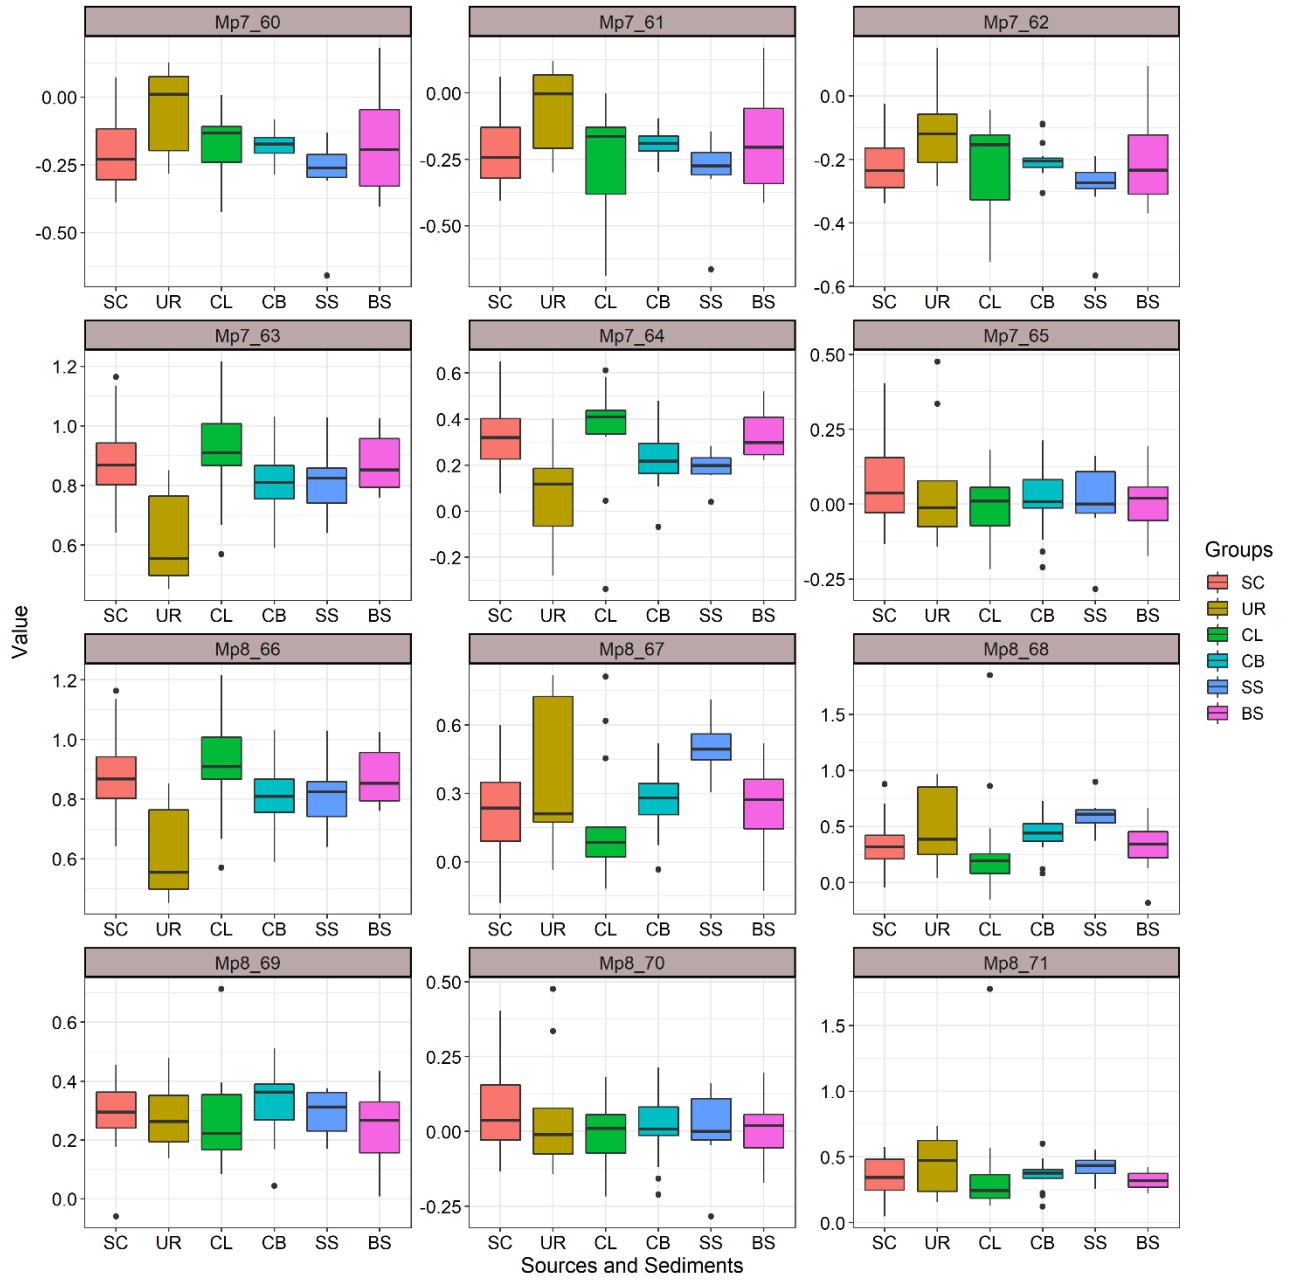 Mp7_60 Mp7_61 Mp7_62
0.00 0.00 0.0
-0.25 -0.25 -0.2
-0.50 -0.50 -0.4
-0.6
SC UR CL CB SS BS SC UR CL CB SS BS SC UR CL CB SS BS
Mp7_63 Mp7_64 Mp7_65
1.2 0.6 0.50
1.0 0.4 0.25
0.8 0.2 0.00
0.6 0.0 -0.25
-0.2
SC UR CL CB SS BS SC UR CL CB SS BS SC UR CL CB SS BS
Mp8_66 Mp8_67 Mp8_68
1.2 0.6 1.5
1.0 0.3 1.0
0.8 0.0 0.5
0.6 0.0
SC UR CL CB SS BS SC UR CL CB SS BS SC UR CL CB SS BS
Mp8_69 Mp8_70 Mp8_71
0.6 0.50 1.5
0.4 0.25 1.0
0.2 0.00 0.5
0.0 -0.25 0.0
SC UR CL CB SS BS SC UR CL CB SS BS SC UR CL CB SS BS
Value
Sources and Sediments
Groups
SC
UR
CL
CB
SS
BS